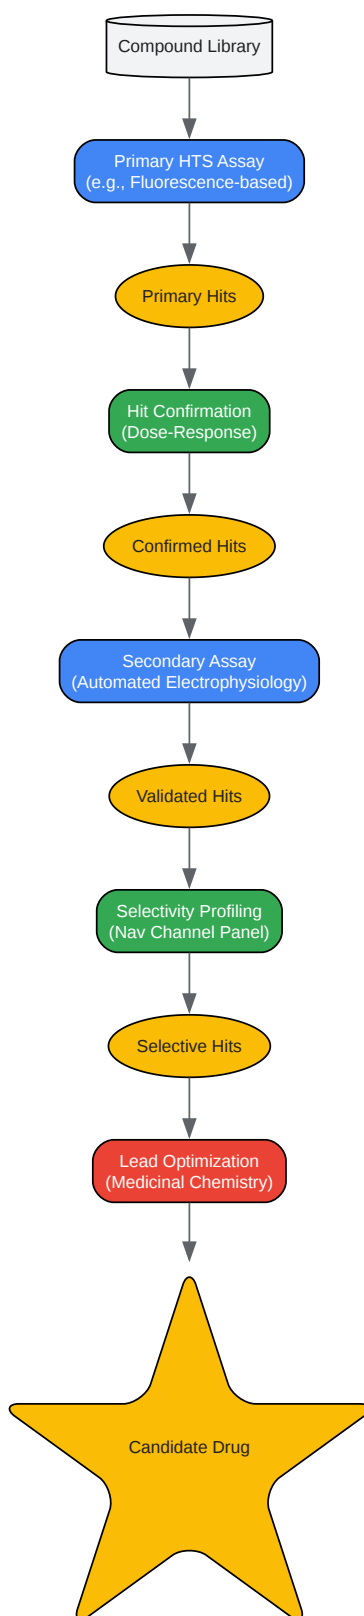 Compound Library
Primary HTS Assay
(e.g., Fluorescence-based)
Primary Hits
Hit Confirmation
(Dose-Response)
Confirmed Hits
Secondary Assay
(Automated Electrophysiology)
Validated Hits
Selectivity Profiling
(Nav Channel Panel)
Selective Hits
Lead Optimization
(Medicinal Chemistry)
Candidate Drug